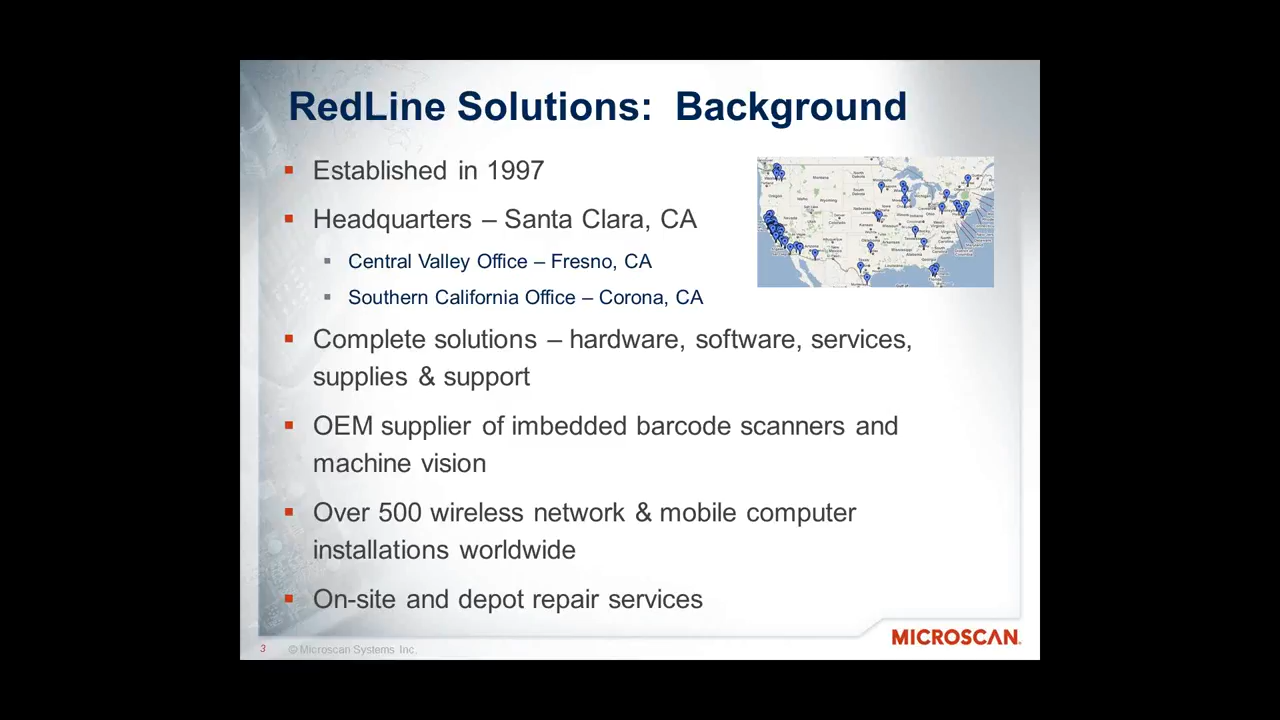 RedLine Solutions: Background
▪ Established in 1997
▪ Headquarters – Santa Clara, CA
▪ Central Valley Office – Fresno, CA
▪ Southern California Office – Corona, CA
▪ Complete solutions – hardware, software, services,
supplies & support
▪ OEM supplier of imbedded barcode scanners and
machine vision
▪ Over 500 wireless network & mobile computer
installations worldwide
▪ On-site and depot repair services
MICROSCAN.
3 © Microscan Systems Inc.